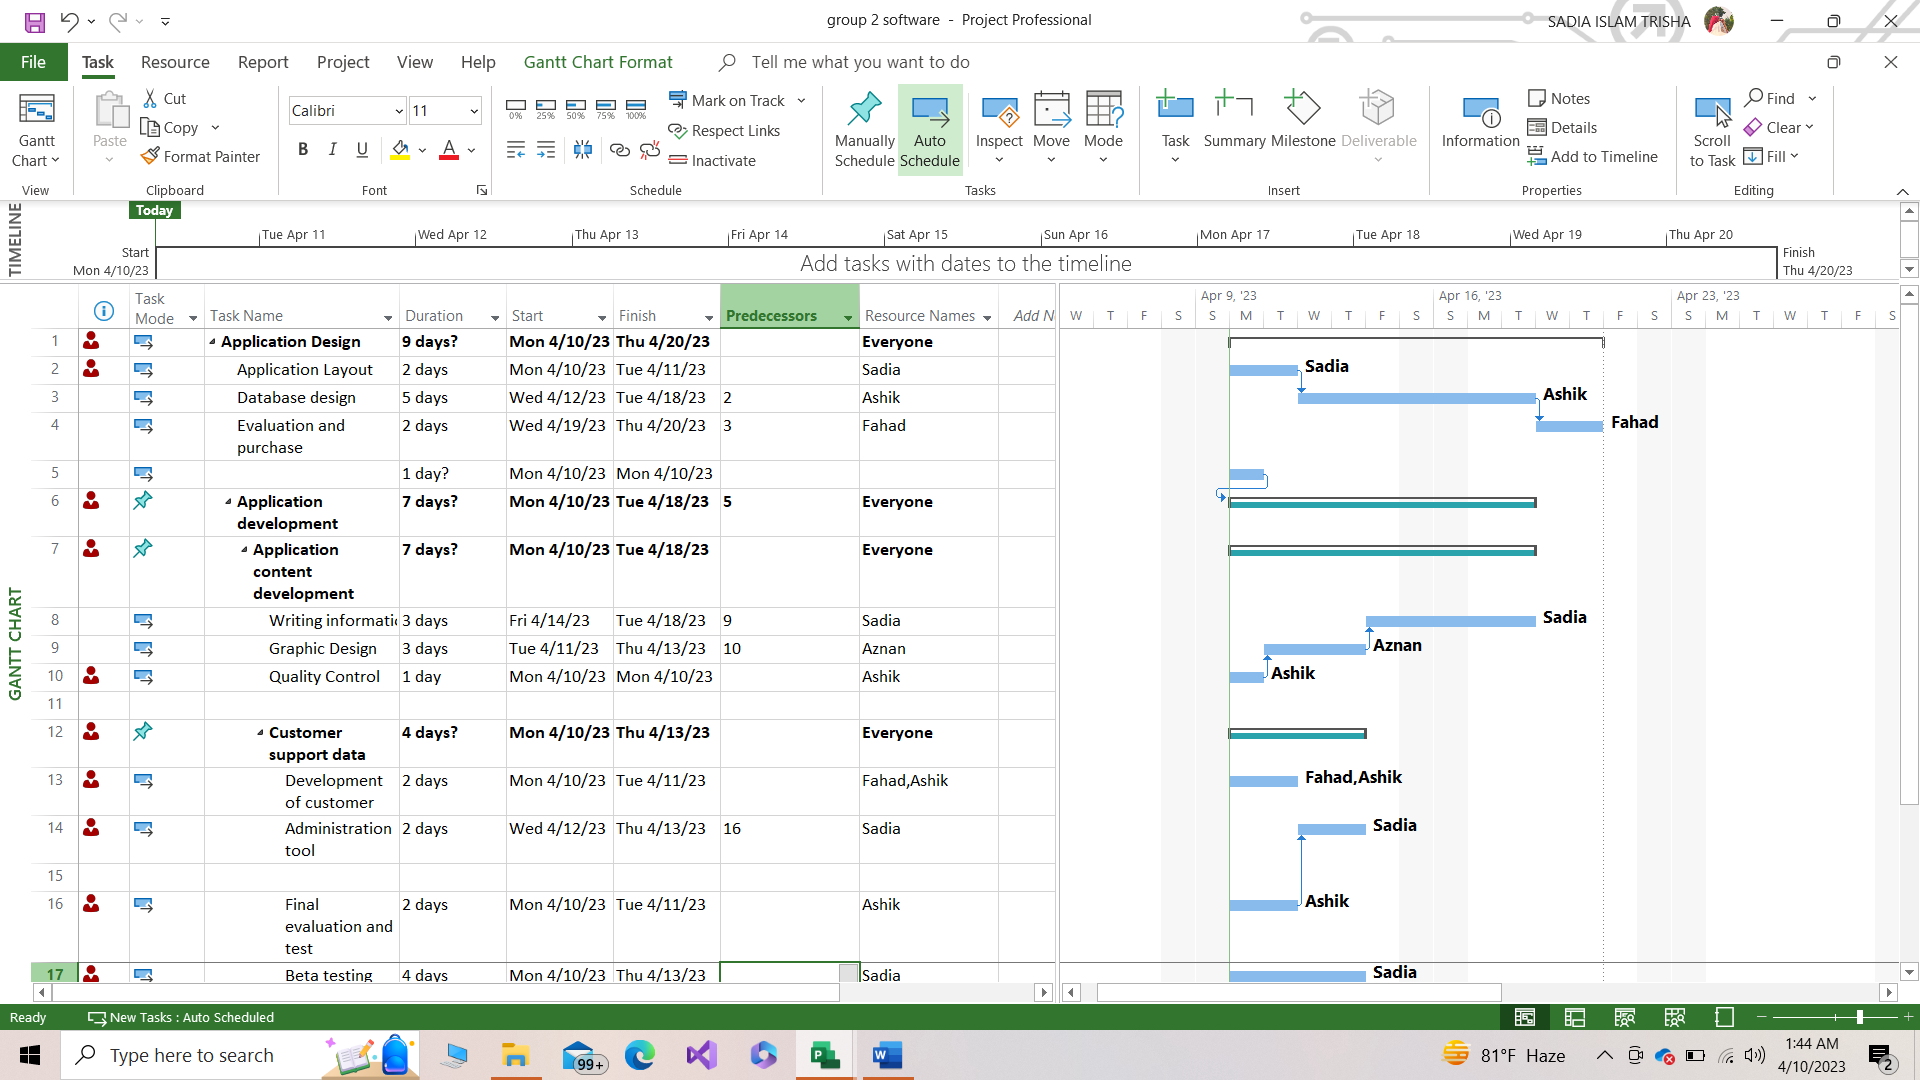 group 2 software - Project Professional
SADIA ISLAM TRISHA
File Task Resource Report Project View Help Gantt Chart Format Tell me what you want to do
Gantt Chart
View
Paste
Cut
Copy
Format Painter
Clipboard
Calibri 11
B I U A
Font
0% 25% 50% 75% 100%
Mark on Track
Respect Links
Inactivate
Schedule
Manually Schedule
Auto Schedule
Inspect
Move
Mode
Tasks
Task
Summary
Milestone
Deliverable
Insert
Information
Notes
Details
Add to Timeline
Properties
Scroll to Task
Find
Clear
Fill
Editing
TIMELINE
Today
Tue Apr 11 Wed Apr 12 Thu Apr 13 Fri Apr 14 Sat Apr 15 Sun Apr 16 Mon Apr 17 Tue Apr 18 Wed Apr 19 Thu Apr 20
Start
Mon 4/10/23
Add tasks with dates to the timeline
Finish
Thu 4/20/23
GANTT CHART
Task Mode Task Name Duration Start Finish Predecessors Resource Names Add N
1 Application Design 9 days? Mon 4/10/23 Thu 4/20/23 Everyone
2 Application Layout 2 days Mon 4/10/23 Tue 4/11/23 Sadia
3 Database design 5 days Wed 4/12/23 Tue 4/18/23 2 Ashik
4 Evaluation and purchase 2 days Wed 4/19/23 Thu 4/20/23 3 Fahad
5 1 day? Mon 4/10/23 Mon 4/10/23
6 Application development 7 days? Mon 4/10/23 Tue 4/18/23 5 Everyone
7 Application content development 7 days? Mon 4/10/23 Tue 4/18/23 Everyone
8 Writing informati 3 days Fri 4/14/23 Tue 4/18/23 9 Sadia
9 Graphic Design 3 days Tue 4/11/23 Thu 4/13/23 10 Aznan
10 Quality Control 1 day Mon 4/10/23 Mon 4/10/23 Ashik
11
12 Customer support data 4 days? Mon 4/10/23 Thu 4/13/23 Everyone
13 Development of customer 2 days Mon 4/10/23 Tue 4/11/23 Fahad,Ashik
14 Administration tool 2 days Wed 4/12/23 Thu 4/13/23 16 Sadia
15
16 Final evaluation and test 2 days Mon 4/10/23 Tue 4/11/23 Ashik
17 Beta testing 4 days Mon 4/10/23 Thu 4/13/23 Sadia
Apr 9, '23 Apr 16, '23 Apr 23, '23
W T F S S M T W T F S S M T W T F S S M T W T F S
Sadia
Ashik
Fahad
Sadia
Aznan
Ashik
Fahad,Ashik
Sadia
Ashik
Sadia
Ready New Tasks : Auto Scheduled
Type here to search
99+
81°F Haze
1:44 AM
4/10/2023
2